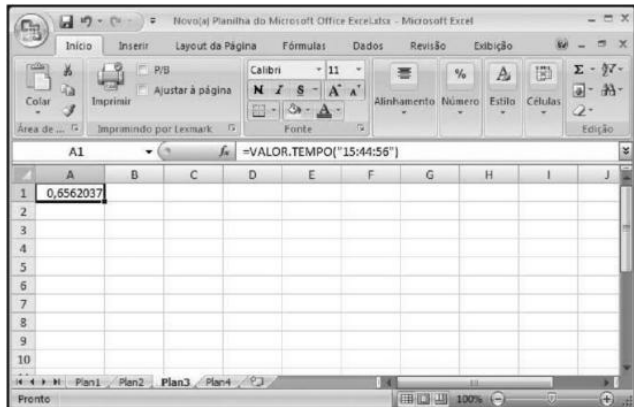 Novo(a) Planilha do Microsoft Office Excel.xlsx - Microsoft Excel
Início Inserir Layout da Página Fórmulas Dados Revisão Exibição
Colar
Área de ...
Imprimir
P/B
Ajustar à página
Imprimindo por Lexmark
Calibri 11
N I S A A
A
Fonte
Alinhamento
%
Número
A
Estilo
Células
Σ
Edição
A1 fx =VALOR.TEMPO("15:44:56")
A B C D E F G H I J
1 0,6562037
2
3
4
5
6
7
8
9
10
Plan1 Plan2 Plan3 Plan4
Pronto 100%